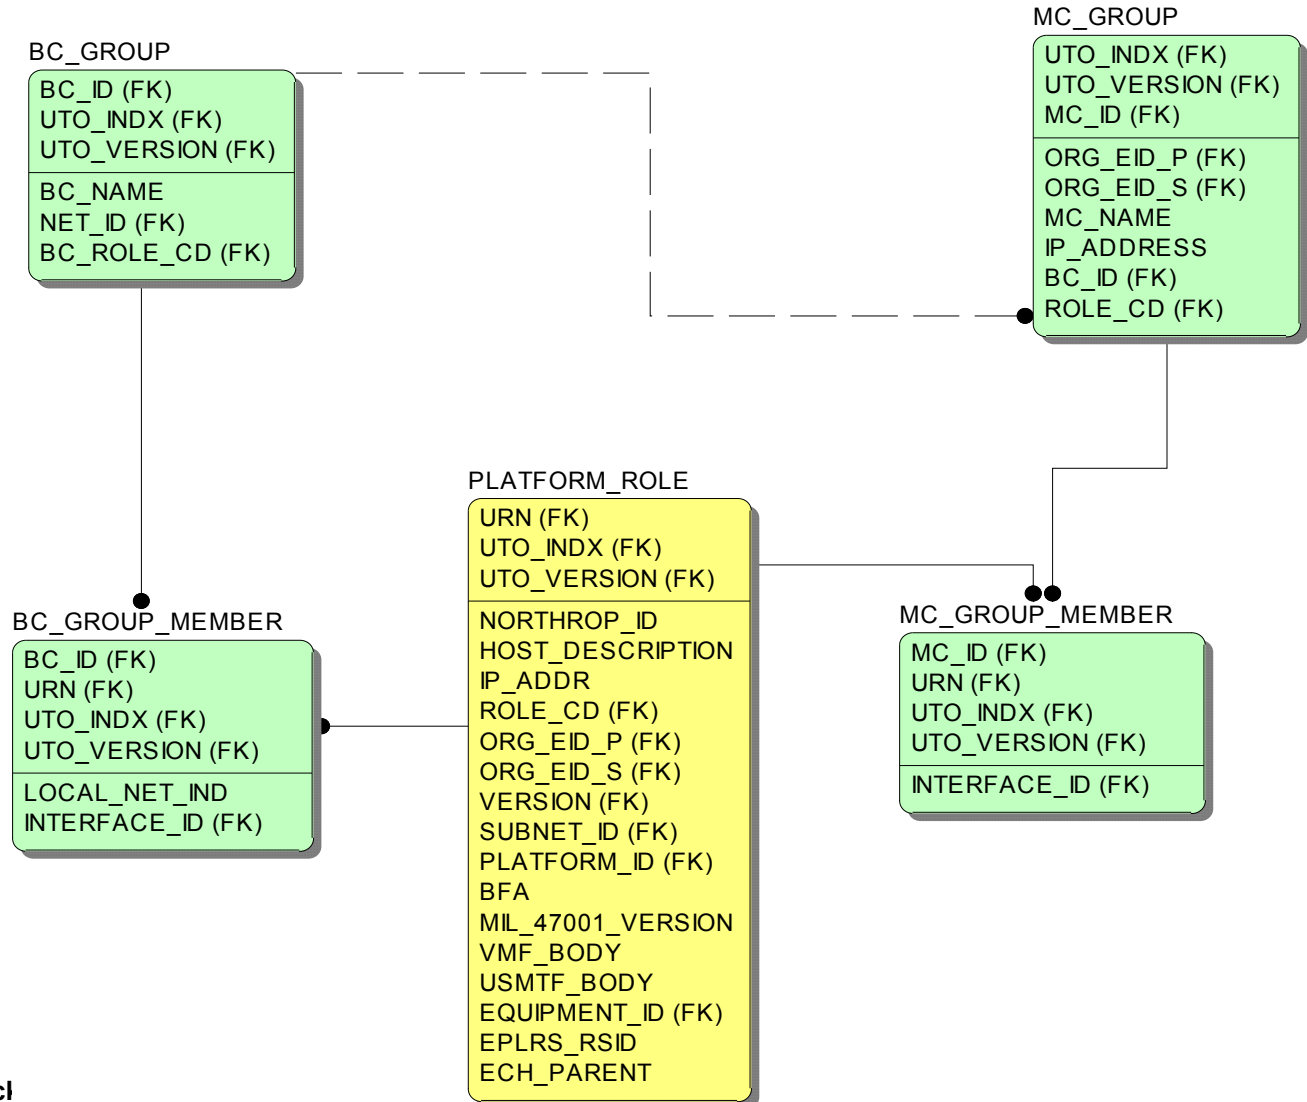 MC_GROUP
UTO_INDX (FK)
UTO_VERSION (FK)
MC_ID (FK)
ORG_EID_P (FK)
ORG_EID_S (FK)
MC_NAME
IP_ADDRESS
BC_ID (FK)
ROLE_CD (FK)
BC_GROUP
BC_ID (FK)
UTO_INDX (FK)
UTO_VERSION (FK)
BC_NAME
NET_ID (FK)
BC_ROLE_CD (FK)
PLATFORM_ROLE
URN (FK)
UTO_INDX (FK)
UTO_VERSION (FK)
NORTHROP_ID
HOST_DESCRIPTION
IP_ADDR
ROLE_CD (FK)
ORG_EID_P (FK)
ORG_EID_S (FK)
VERSION (FK)
SUBNET_ID (FK)
PLATFORM_ID (FK)
BFA
MIL_47001_VERSION
VMF_BODY
USMTF_BODY
EQUIPMENT_ID (FK)
EPLRS_RSID
ECH_PARENT
BC_GROUP_MEMBER
BC_ID (FK)
URN (FK)
UTO_INDX (FK)
UTO_VERSION (FK)
LOCAL_NET_IND
INTERFACE_ID (FK)
MC_GROUP_MEMBER
MC_ID (FK)
URN (FK)
UTO_INDX (FK)
UTO_VERSION (FK)
INTERFACE_ID (FK)